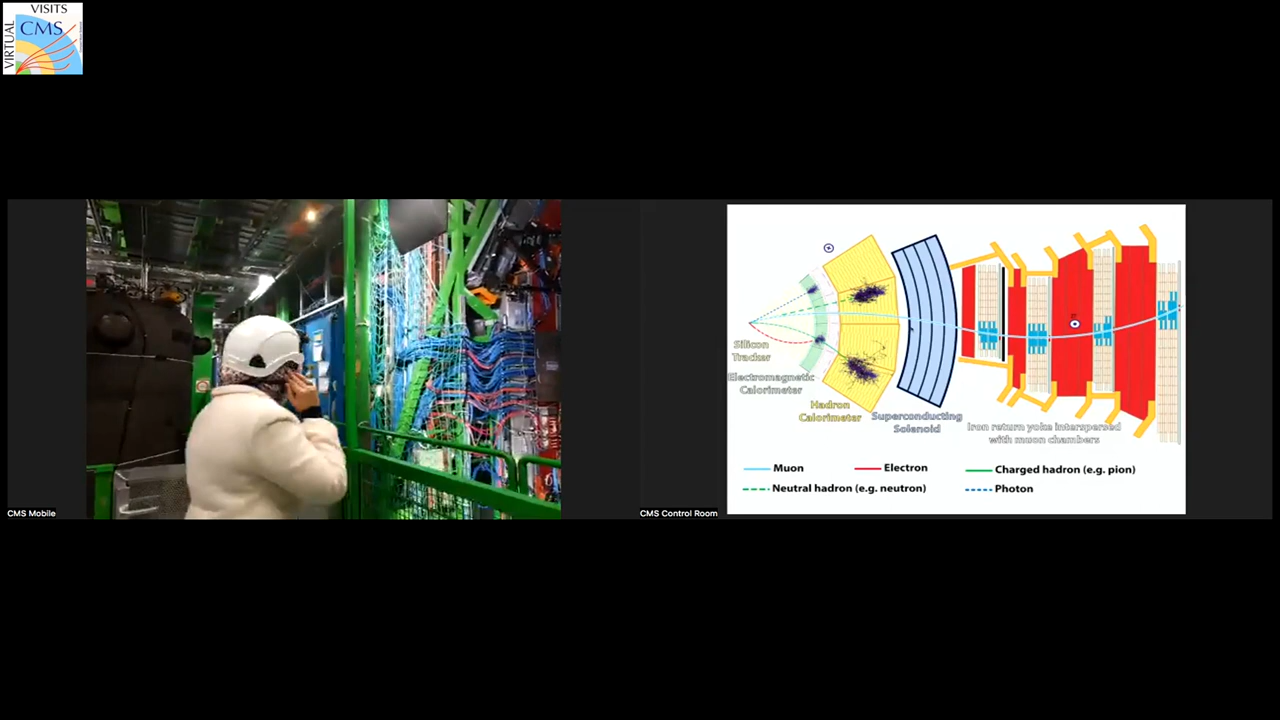 VISITS
CMS
VIRTUAL
CMS Mobile
Silicon
Tracker
Electromagnetic
Calorimeter
Hadron
Calorimeter
Superconducting
Solenoid
Iron return yoke interspersed
with muon chambers
Muon
Electron
Charged hadron (e.g. pion)
Neutral hadron (e.g. neutron)
Photon
CMS Control Room